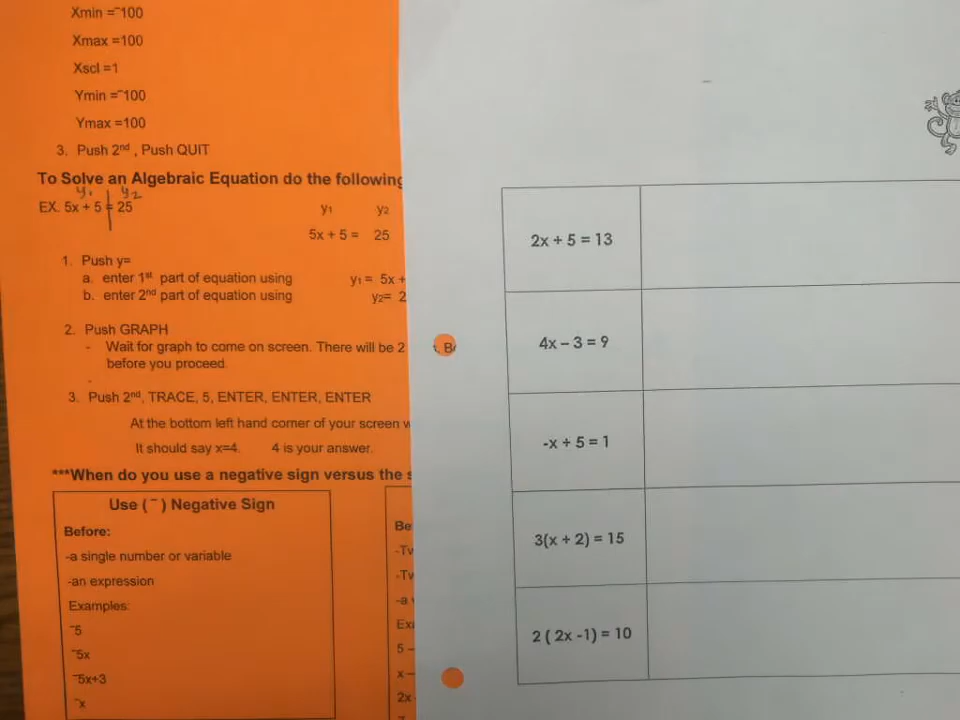 Xmin =⁻100
Xmax =100
Xscl =1
Ymin =⁻100
Ymax =100
3. Push 2nd , Push QUIT
To Solve an Algebraic Equation do the following
y₁ y₂
EX. 5x + 5 = 25
y1 y2
5x + 5 = 25
1. Push y=
a. enter 1st part of equation using y1 = 5x +
b. enter 2nd part of equation using y2= 2
2. Push GRAPH
- Wait for graph to come on screen. There will be 2
before you proceed.
-
3. Push 2nd, TRACE, 5, ENTER, ENTER, ENTER
At the bottom left hand corner of your screen
It should say x=4. 4 is your answer.
***When do you use a negative sign versus the
Use ( ⁻ ) Negative Sign
Before:
-a single number or variable
-an expression
Examples:
⁻5
⁻5x
⁻5x+3
⁻x
Be
-Tw
-Tw
-a
Exa
5 –
x –
2x
2x + 5 = 13
4x – 3 = 9
-x + 5 = 1
3(x + 2) = 15
2 ( 2x -1) = 10